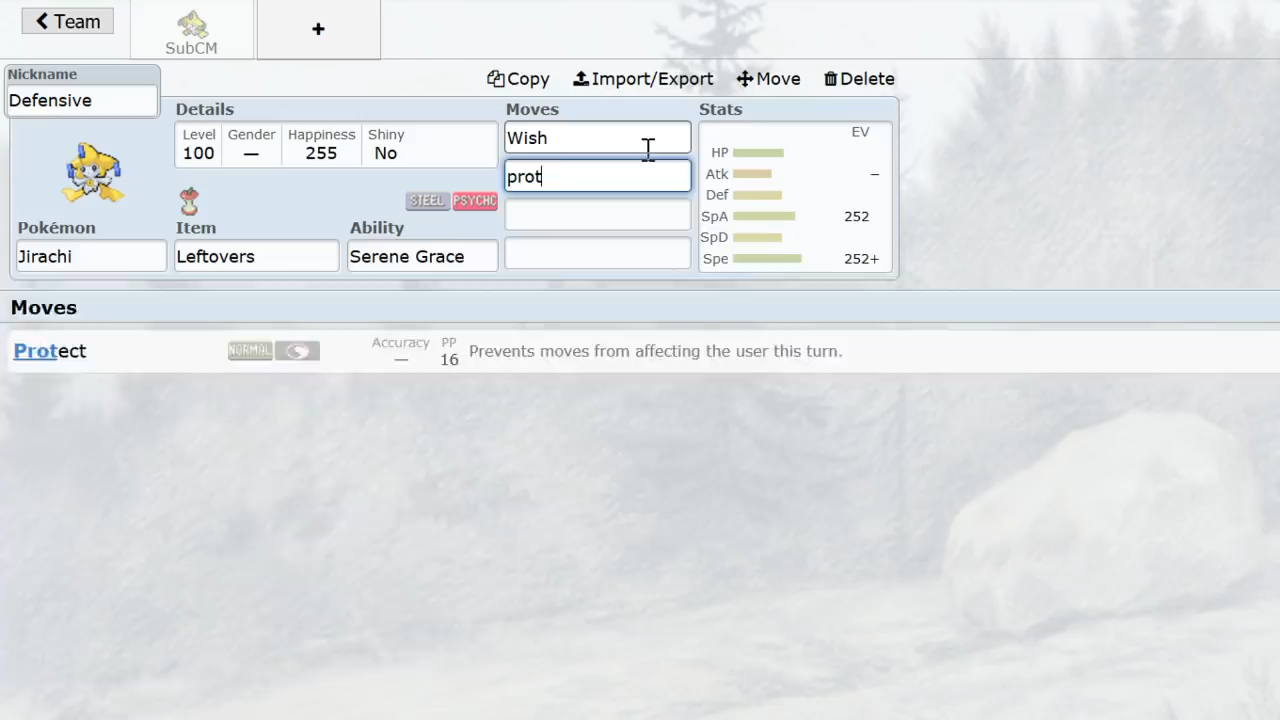 Team
SubCM
+
Nickname
Defensive
Copy Import/Export Move Delete
Details
Level Gender Happiness Shiny
100 — 255 No
STEEL PSYCHC
Pokémon Item Ability
Jirachi Leftovers Serene Grace
Moves
Wish
prot
Stats
EV
HP
Atk –
Def
SpA 252
SpD
Spe 252+
Moves
Protect NORMAL Accuracy — PP 16 Prevents moves from affecting the user this turn.